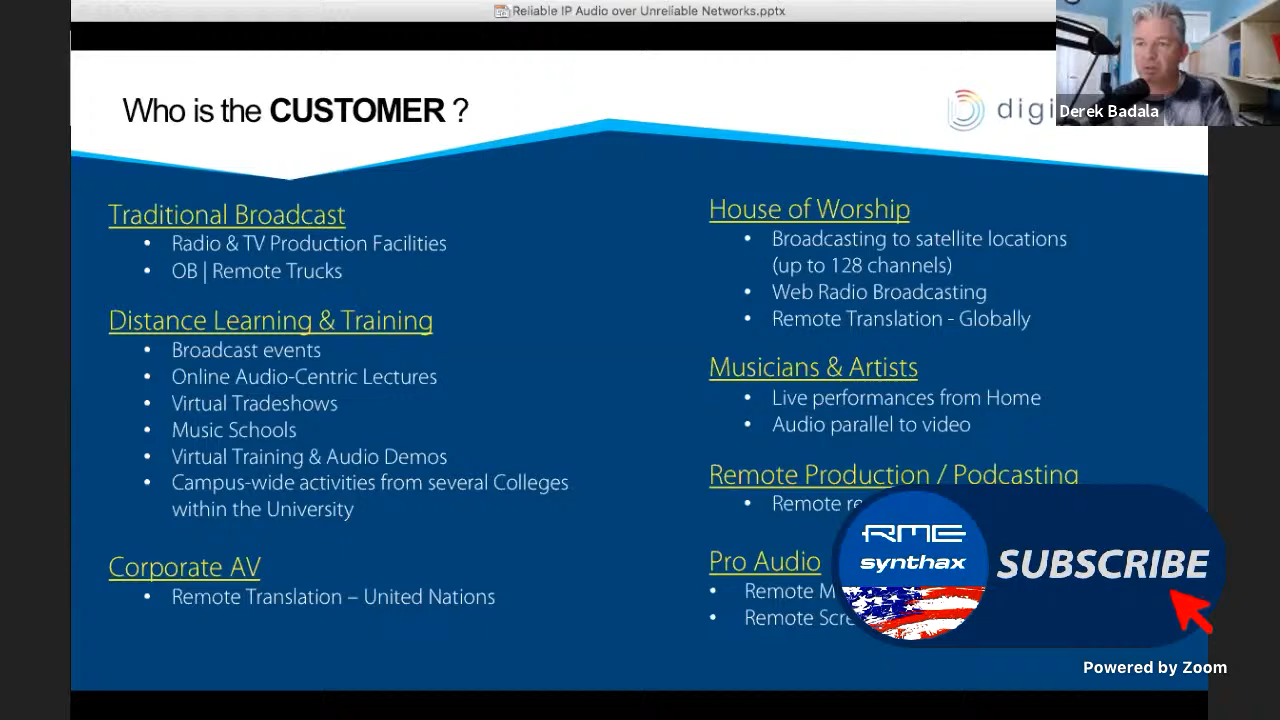 Reliable IP Audio over Unreliable Networks.pptx
Who is the CUSTOMER ?
digi
Derek Badala
Traditional Broadcast
• Radio & TV Production Facilities
• OB | Remote Trucks
Distance Learning & Training
• Broadcast events
• Online Audio-Centric Lectures
• Virtual Tradeshows
• Music Schools
• Virtual Training & Audio Demos
• Campus-wide activities from several Colleges
within the University
Corporate AV
• Remote Translation – United Nations
House of Worship
• Broadcasting to satellite locations
(up to 128 channels)
• Web Radio Broadcasting
• Remote Translation - Globally
Musicians & Artists
• Live performances from Home
• Audio parallel to video
Remote Production / Podcasting
• Remote re
Pro Audio
• Remote M
• Remote Scre
RME
synthax
SUBSCRIBE
Powered by Zoom